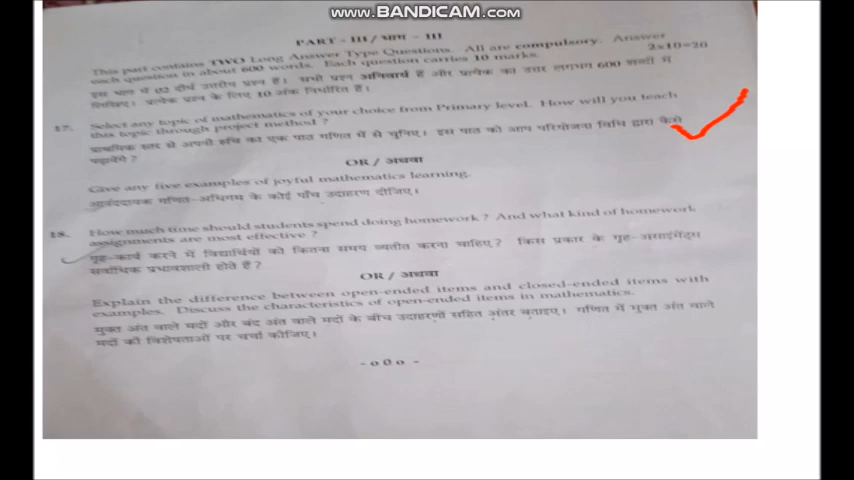 www.BANDICAM.com
PART - III / भाग - III
This part contains TWO Long Answer Type Questions. All are compulsory. Answer
each question in about 600 words. Each question carries 10 marks. 2x10=20
इस भाग में 02 दीर्घ उत्तरीय प्रश्न हैं। सभी प्रश्न अनिवार्य हैं और प्रत्येक का उत्तर लगभग 600 शब्दों में
लिखिए। प्रत्येक प्रश्न के लिए 10 अंक निर्धारित हैं।
17. Select any topic of mathematics of your choice from Primary level. How will you teach
this topic through project method ?
प्राथमिक स्तर से अपनी रुचि का एक पाठ गणित में से चुनिए। इस पाठ को आप परियोजना विधि द्वारा कैसे
पढ़ायेंगे ?
OR / अथवा
Give any five examples of joyful mathematics learning.
आनंददायक गणित-अधिगम के कोई पाँच उदाहरण दीजिए।
18. How much time should students spend doing homework ? And what kind of homework
assignments are most effective ?
गृह-कार्य करने में विद्यार्थियों को कितना समय व्यतीत करना चाहिए ? किस प्रकार के गृह-असाइंमेंट्स
सर्वाधिक प्रभावशाली होते हैं ?
OR / अथवा
Explain the difference between open-ended items and closed-ended items with
examples. Discuss the characteristics of open-ended items in mathematics.
मुक्त अंत वाले मदों और बंद अंत वाले मदों के बीच उदाहरणों सहित अंतर बताइए। गणित में मुक्त अंत वाले
मदों की विशेषताओं पर चर्चा कीजिए।
- o 0 o -